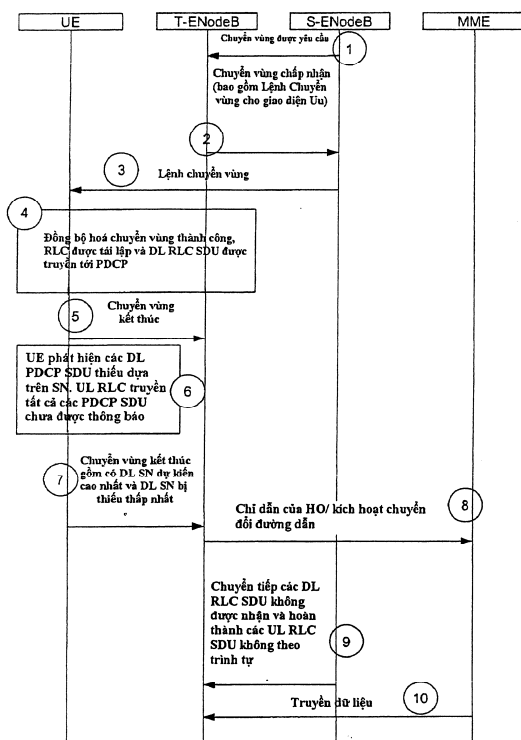 UE
T-ENodeB
S-ENodeB
MME
Chuyển vùng được yêu cầu
1
Chuyển vùng chấp nhận
(bao gồm Lệnh Chuyển
vùng cho giao diện Uu)
2
3
Lệnh chuyển vùng
4
Đồng bộ hoá chuyển vùng thành công,
RLC được tái lập và DL RLC SDU được
truyền tới PDCP
5
Chuyển vùng
kết thúc
UE phát hiện các DL
PDCP SDU thiếu dựa
trên SN. UL RLC truyền
tất cả các PDCP SDU
chưa được thông báo
6
7
Chuyển vùng kết thúc
gồm có DL SN dự kiến
cao nhất và DL SN bị
thiếu thấp nhất
8
Chỉ dẫn của HO/ kích hoạt chuyển
đổi đường dẫn
Chuyển tiếp các DL
RLC SDU không
được nhận và hoàn
thành các UL RLC
SDU không theo
trình tự
9
Truyền dữ liệu
10